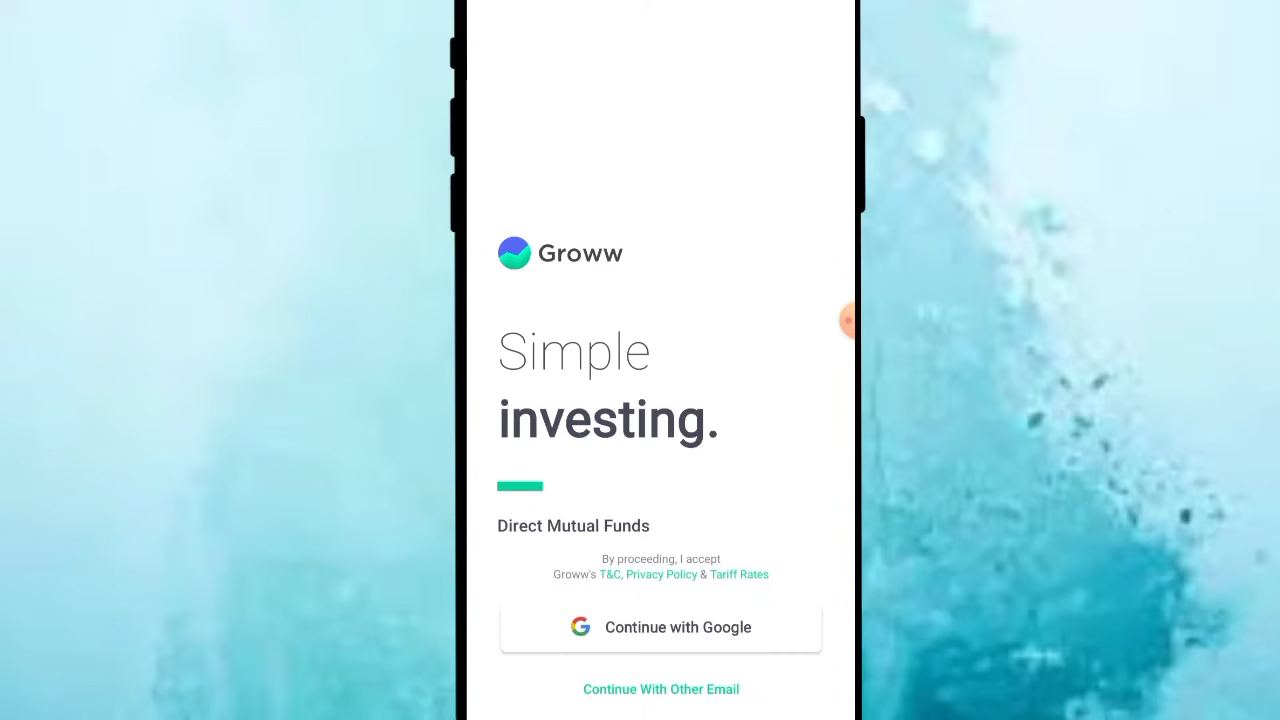 Groww
Simple
investing.
Direct Mutual Funds
By proceeding, I accept
Groww's T&C, Privacy Policy & Tariff Rates
Continue with Google
Continue With Other Email